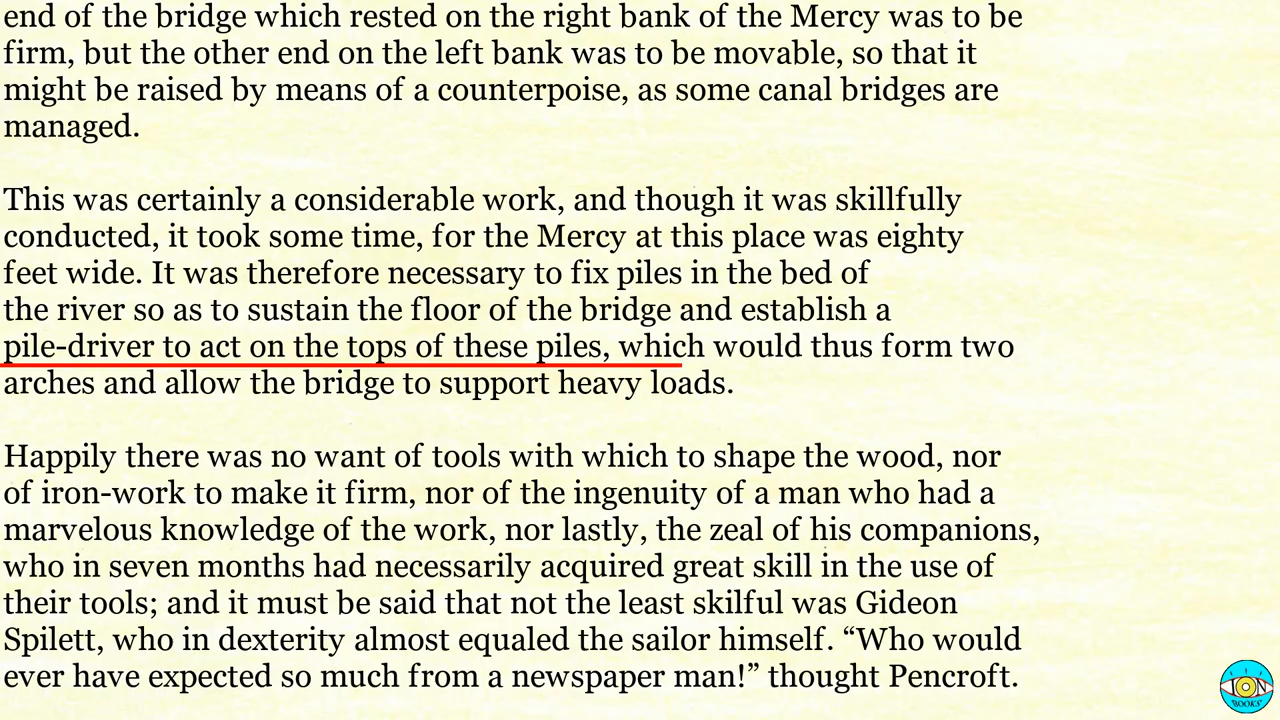 end of the bridge which rested on the right bank of the Mercy was to be
firm, but the other end on the left bank was to be movable, so that it
might be raised by means of a counterpoise, as some canal bridges are
managed.
This was certainly a considerable work, and though it was skillfully
conducted, it took some time, for the Mercy at this place was eighty
feet wide. It was therefore necessary to fix piles in the bed of
the river so as to sustain the floor of the bridge and establish a
pile-driver to act on the tops of these piles, which would thus form two
arches and allow the bridge to support heavy loads.
Happily there was no want of tools with which to shape the wood, nor
of iron-work to make it firm, nor of the ingenuity of a man who had a
marvelous knowledge of the work, nor lastly, the zeal of his companions,
who in seven months had necessarily acquired great skill in the use of
their tools; and it must be said that not the least skilful was Gideon
Spilett, who in dexterity almost equaled the sailor himself. “Who would
ever have expected so much from a newspaper man!” thought Pencroft.
ION
BOOKS